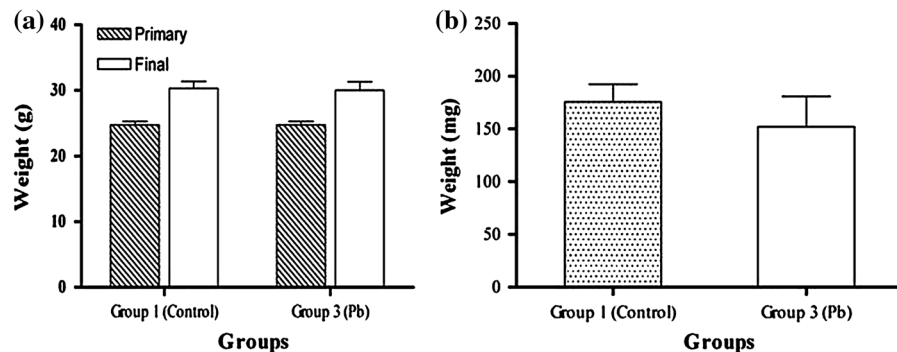 (a)
Primary
Final
40
30
20
10
0
Weight (g)
Group 1 (Control)
Group 3 (Pb)
Groups
(b)
250
200
150
100
50
0
Weight (mg)
Group 1 (Control)
Group 3 (Pb)
Groups